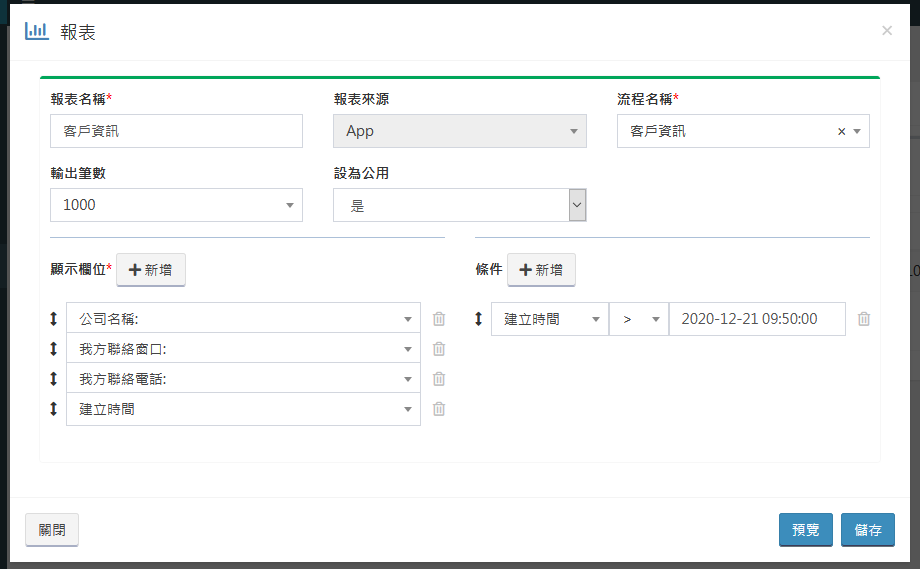 報表
×
報表名稱* 報表來源 流程名稱*
客戶資訊 App 客戶資訊 ×
輸出筆數 設為公用
1000 是
顯示欄位* 新增 條件 新增
公司名稱: 建立時間 > 2020-12-21 09:50:00
我方聯絡窗口:
我方聯絡電話:
建立時間
關閉 預覽 儲存